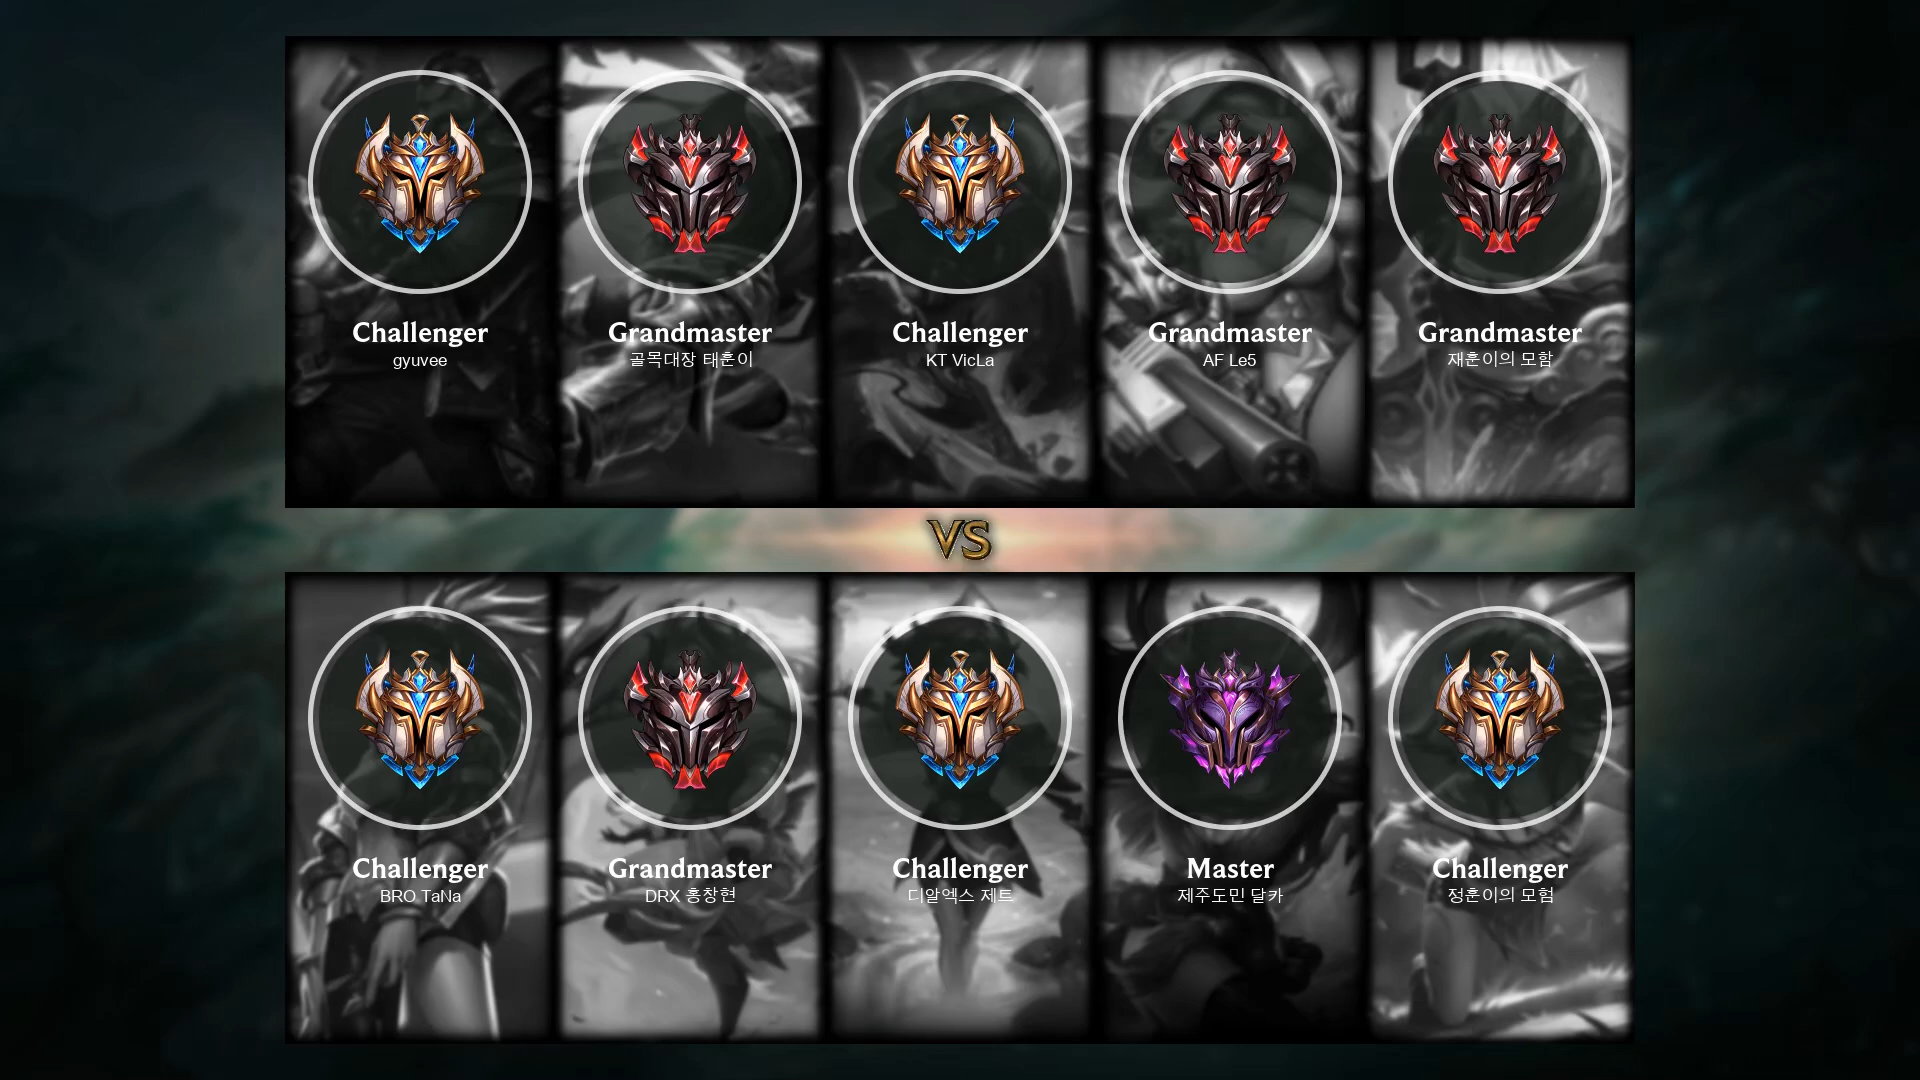 Challenger
gyuvee
Grandmaster
골목대장 태훈이
Challenger
KT VicLa
Grandmaster
AF Le5
Grandmaster
재훈이의 모함
VS
Challenger
BRO TaNa
Grandmaster
DRX 홍창현
Challenger
디알엑스 제트
Master
제주도민 달카
Challenger
정훈이의 모험